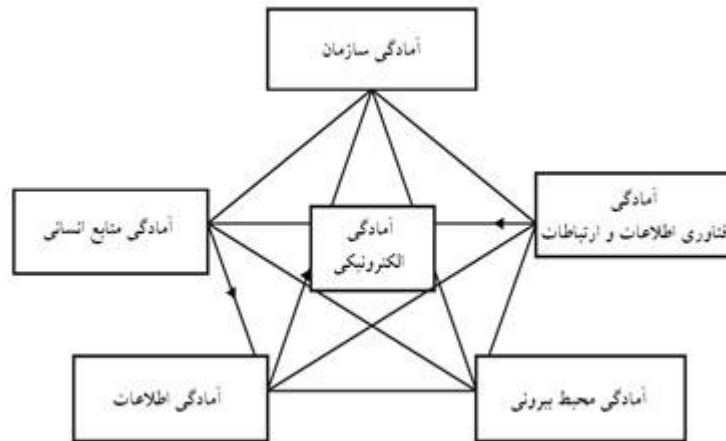 آمادگی سازمان
آمادگی
فناوری اطلاعات و ارتباطات
آمادگی منابع انسانی
آمادگی
الکترونیکی
آمادگی محیط بیرونی
آمادگی اطلاعات